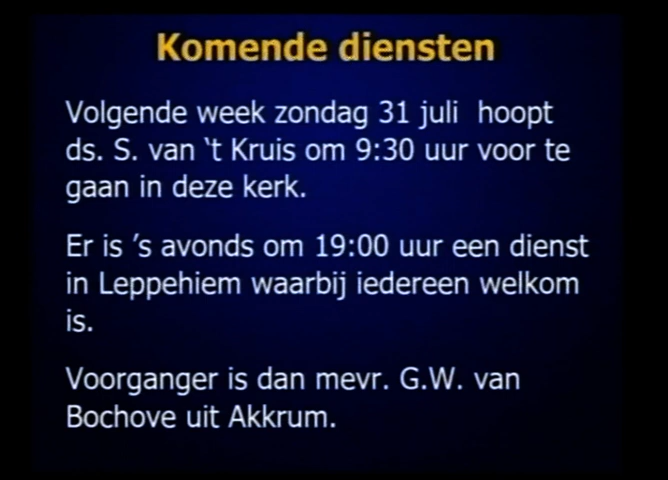 Komende diensten
Volgende week zondag 31 juli hoopt
ds. S. van ‘t Kruis om 9:30 uur voor te
gaan in deze kerk.
Er is ’s avonds om 19:00 uur een dienst
in Leppehiem waarbij iedereen welkom
is.
Voorganger is dan mevr. G.W. van
Bochove uit Akkrum.